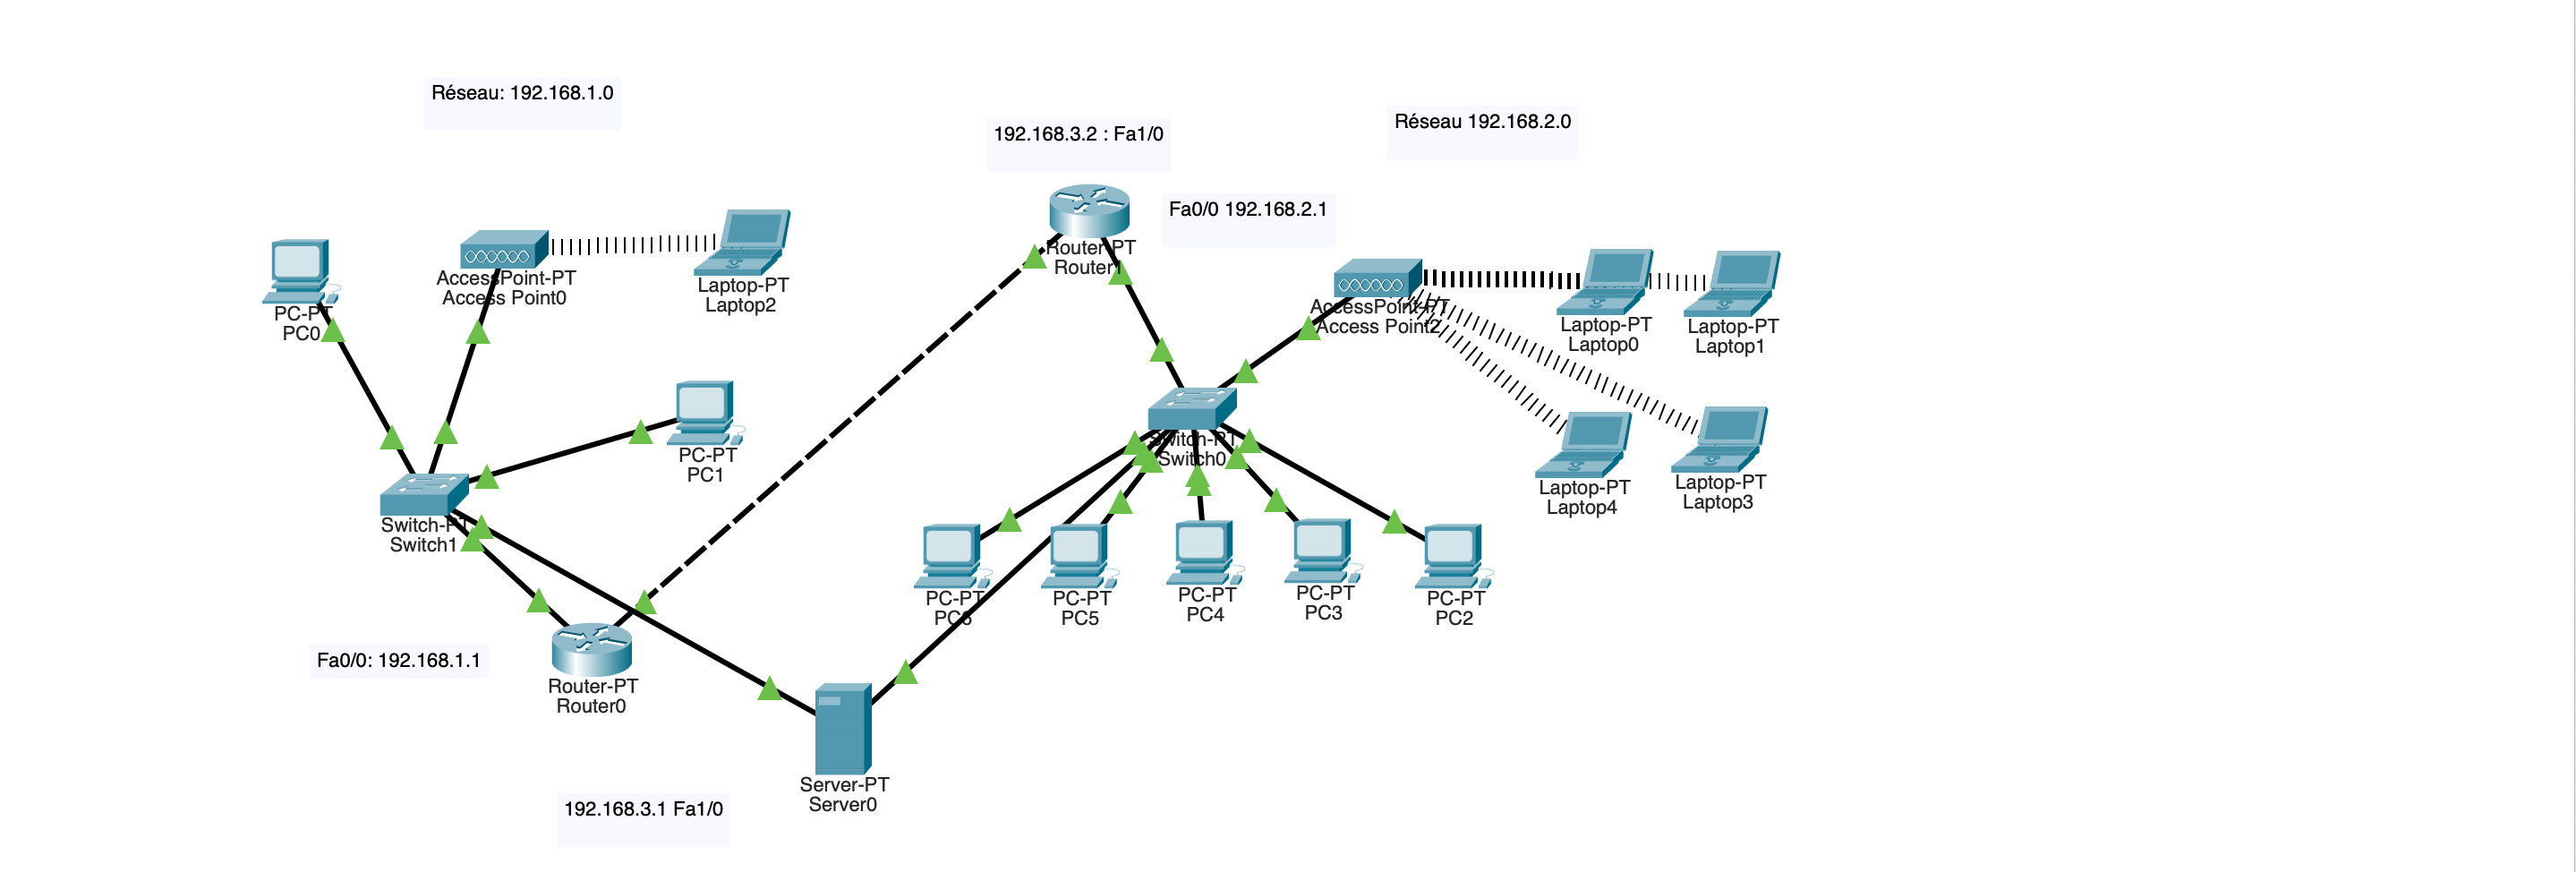 Réseau: 192.168.1.0
192.168.3.2 : Fa1/0
Réseau 192.168.2.0
Fa0/0 192.168.2.1
Router-PT
Router1
AccessPoint-PT
Access Point0
Laptop-PT
Laptop2
PC-PT
PC0
AccessPoint-PT
Access Point2
Laptop-PT
Laptop0
Laptop-PT
Laptop1
PC-PT
PC1
Switch-PT
Switch0
Laptop-PT
Laptop4
Laptop-PT
Laptop3
Switch-PT
Switch1
PC-PT
PC6
PC-PT
PC5
PC-PT
PC4
PC-PT
PC3
PC-PT
PC2
Fa0/0: 192.168.1.1
Router-PT
Router0
Server-PT
Server0
192.168.3.1 Fa1/0